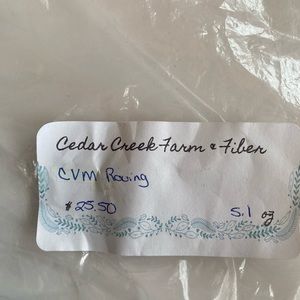 Cedar Creek Farm & Fiber
CVM Roving
$25.50 5.1 oz